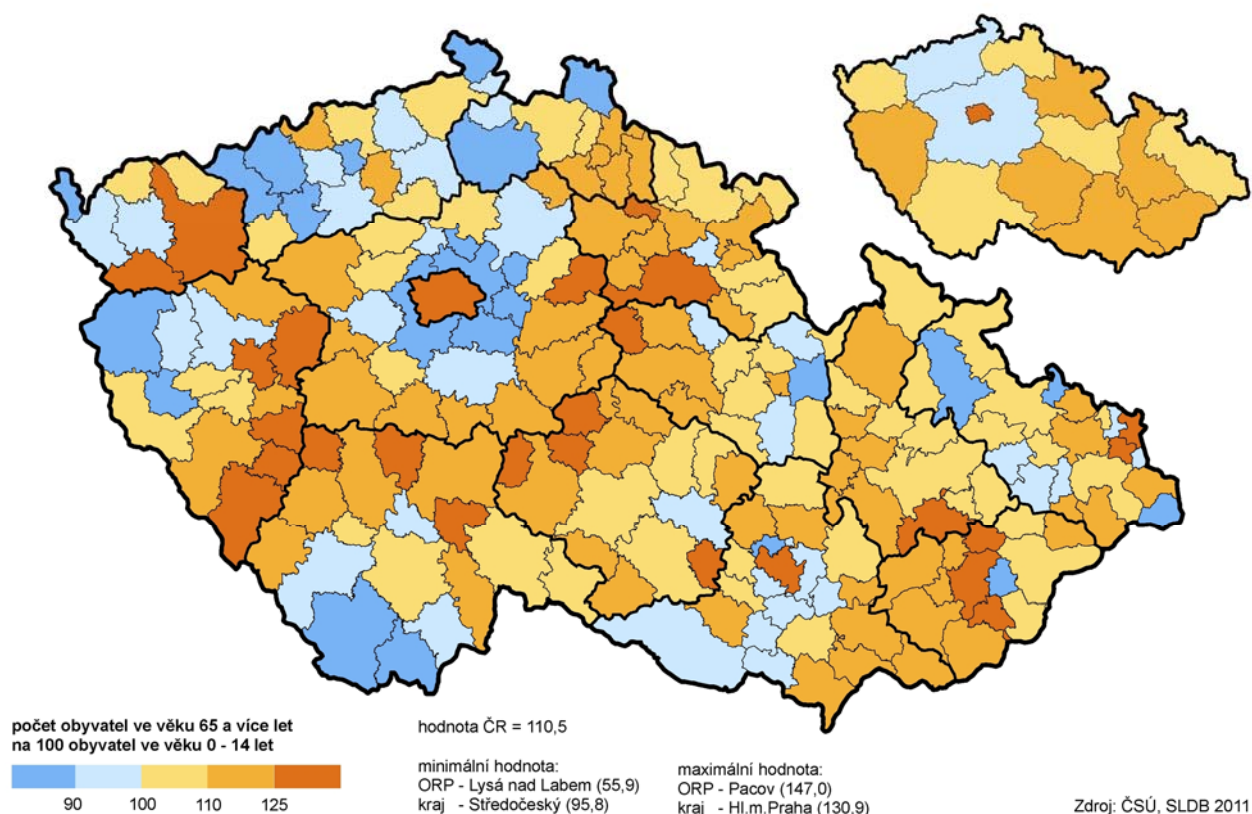 počet obyvatel ve věku 65 a více let
na 100 obyvatel ve věku 0 - 14 let
90 100 110 125
hodnota ČR = 110,5
minimální hodnota:
ORP - Lysá nad Labem (55,9)
kraj - Středočeský (95,8)
maximální hodnota:
ORP - Pacov (147,0)
kraj - Hl.m.Praha (130,9)
Zdroj: ČSÚ, SLDB 2011